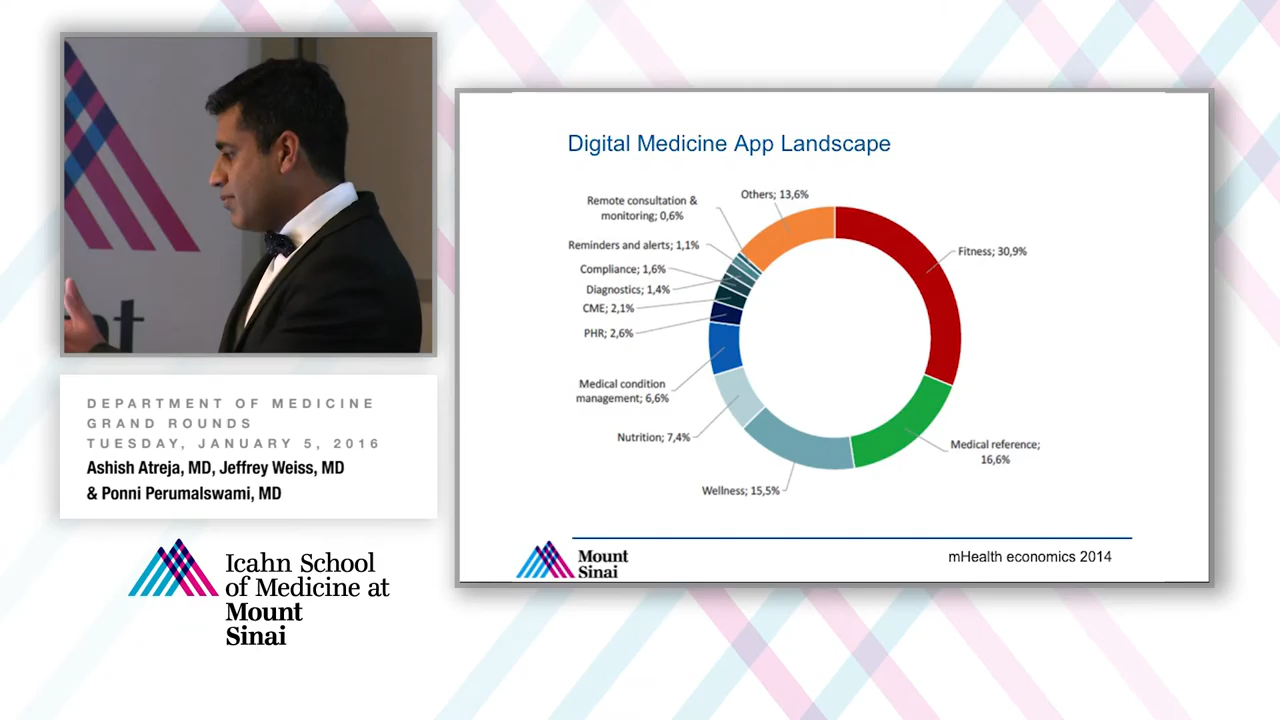 nt
DEPARTMENT OF MEDICINE
GRAND ROUNDS
TUESDAY, JANUARY 5, 2016
Ashish Atreja, MD, Jeffrey Weiss, MD
& Ponni Perumalswami, MD
Icahn School
of Medicine at
Mount
Sinai
Digital Medicine App Landscape
Others; 13,6%
Remote consultation &
monitoring; 0,6%
Reminders and alerts; 1,1%
Compliance; 1,6%
Diagnostics; 1,4%
CME; 2,1%
PHR; 2,6%
Medical condition
management; 6,6%
Nutrition; 7,4%
Wellness; 15,5%
Fitness; 30,9%
Medical reference;
16,6%
Mount
Sinai
mHealth economics 2014